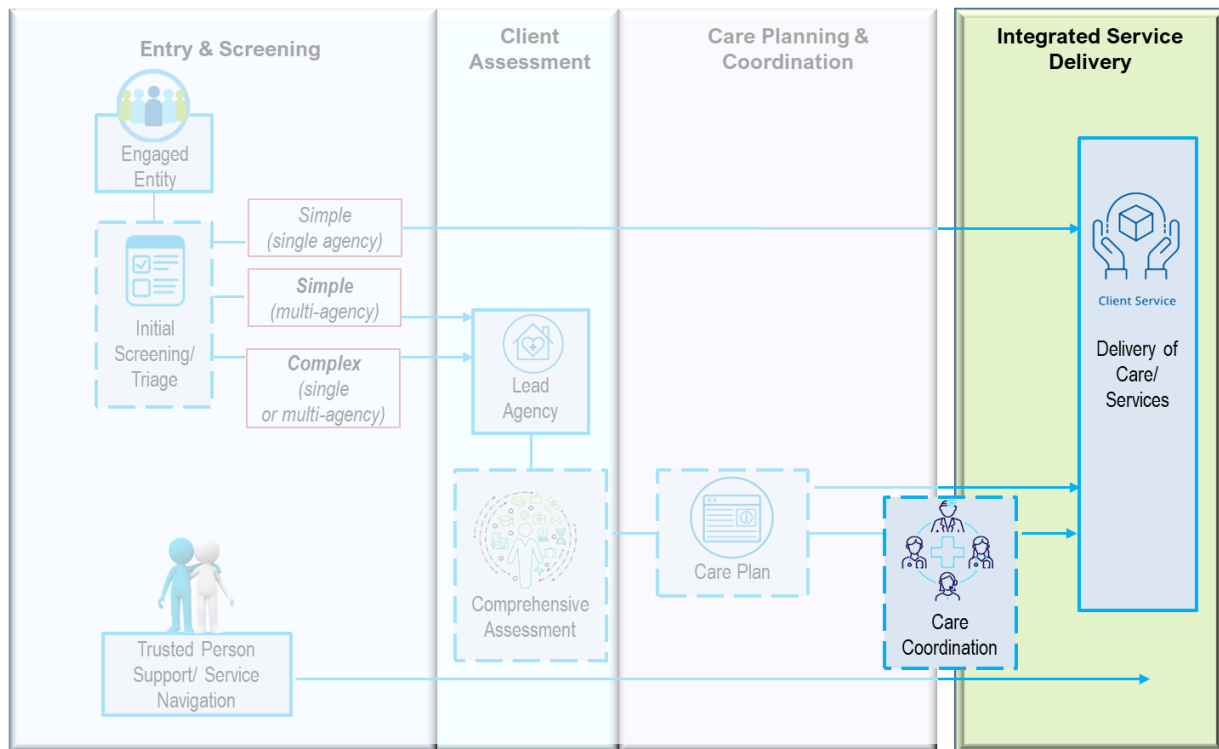 Entry & Screening
Client
Assessment
Care Planning &
Coordination
Integrated Service
Delivery
Engaged
Entity
Simple
(single agency)
Simple
(multi-agency)
Complex
(single
or multi-agency)
Initial
Screening/
Triage
Lead
Agency
Client Service
Delivery of
Care/
Services
Comprehensive
Assessment
Care Plan
Care
Coordination
Trusted Person
Support/ Service
Navigation